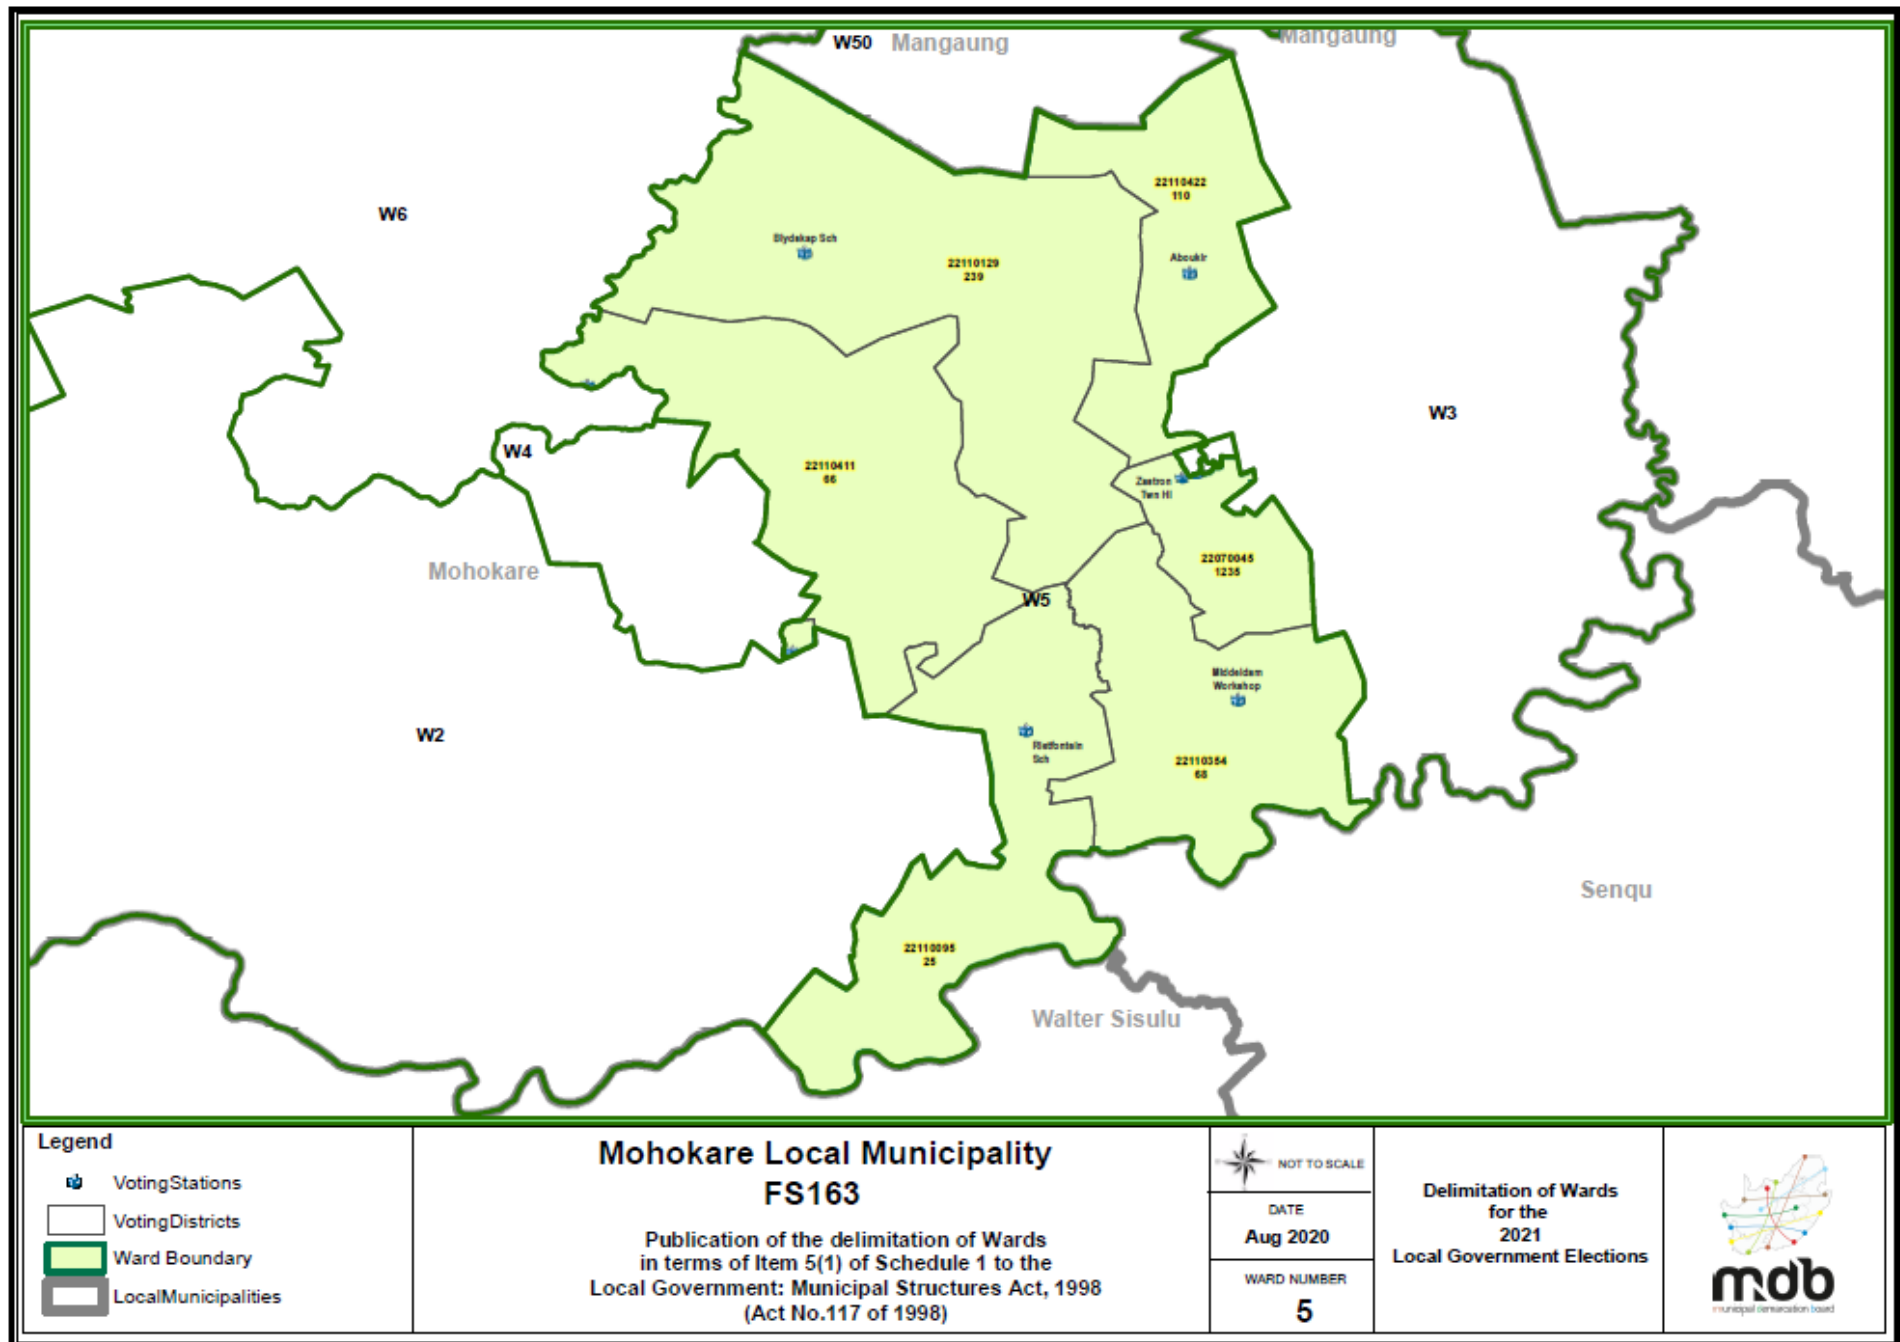 W50 Mangaung
Mangaung
22110422
110
W6
Blydskap Sch
22110129
239
Aboukir
W3
W4
22110411
66
Zastron
Twn Hl
22070045
1235
Mohokare
W5
Middeldam
Workshop
W2
Rietfontein
Sch
22110354
68
Senqu
22110095
25
Walter Sisulu
Legend
VotingStations
VotingDistricts
Ward Boundary
LocalMunicipalities
Mohokare Local Municipality
FS163
Publication of the delimitation of Wards
in terms of Item 5(1) of Schedule 1 to the
Local Government: Municipal Structures Act, 1998
(Act No.117 of 1998)
NOT TO SCALE
DATE
Aug 2020
WARD NUMBER
5
Delimitation of Wards
for the
2021
Local Government Elections
mdb
municipal demarcation board